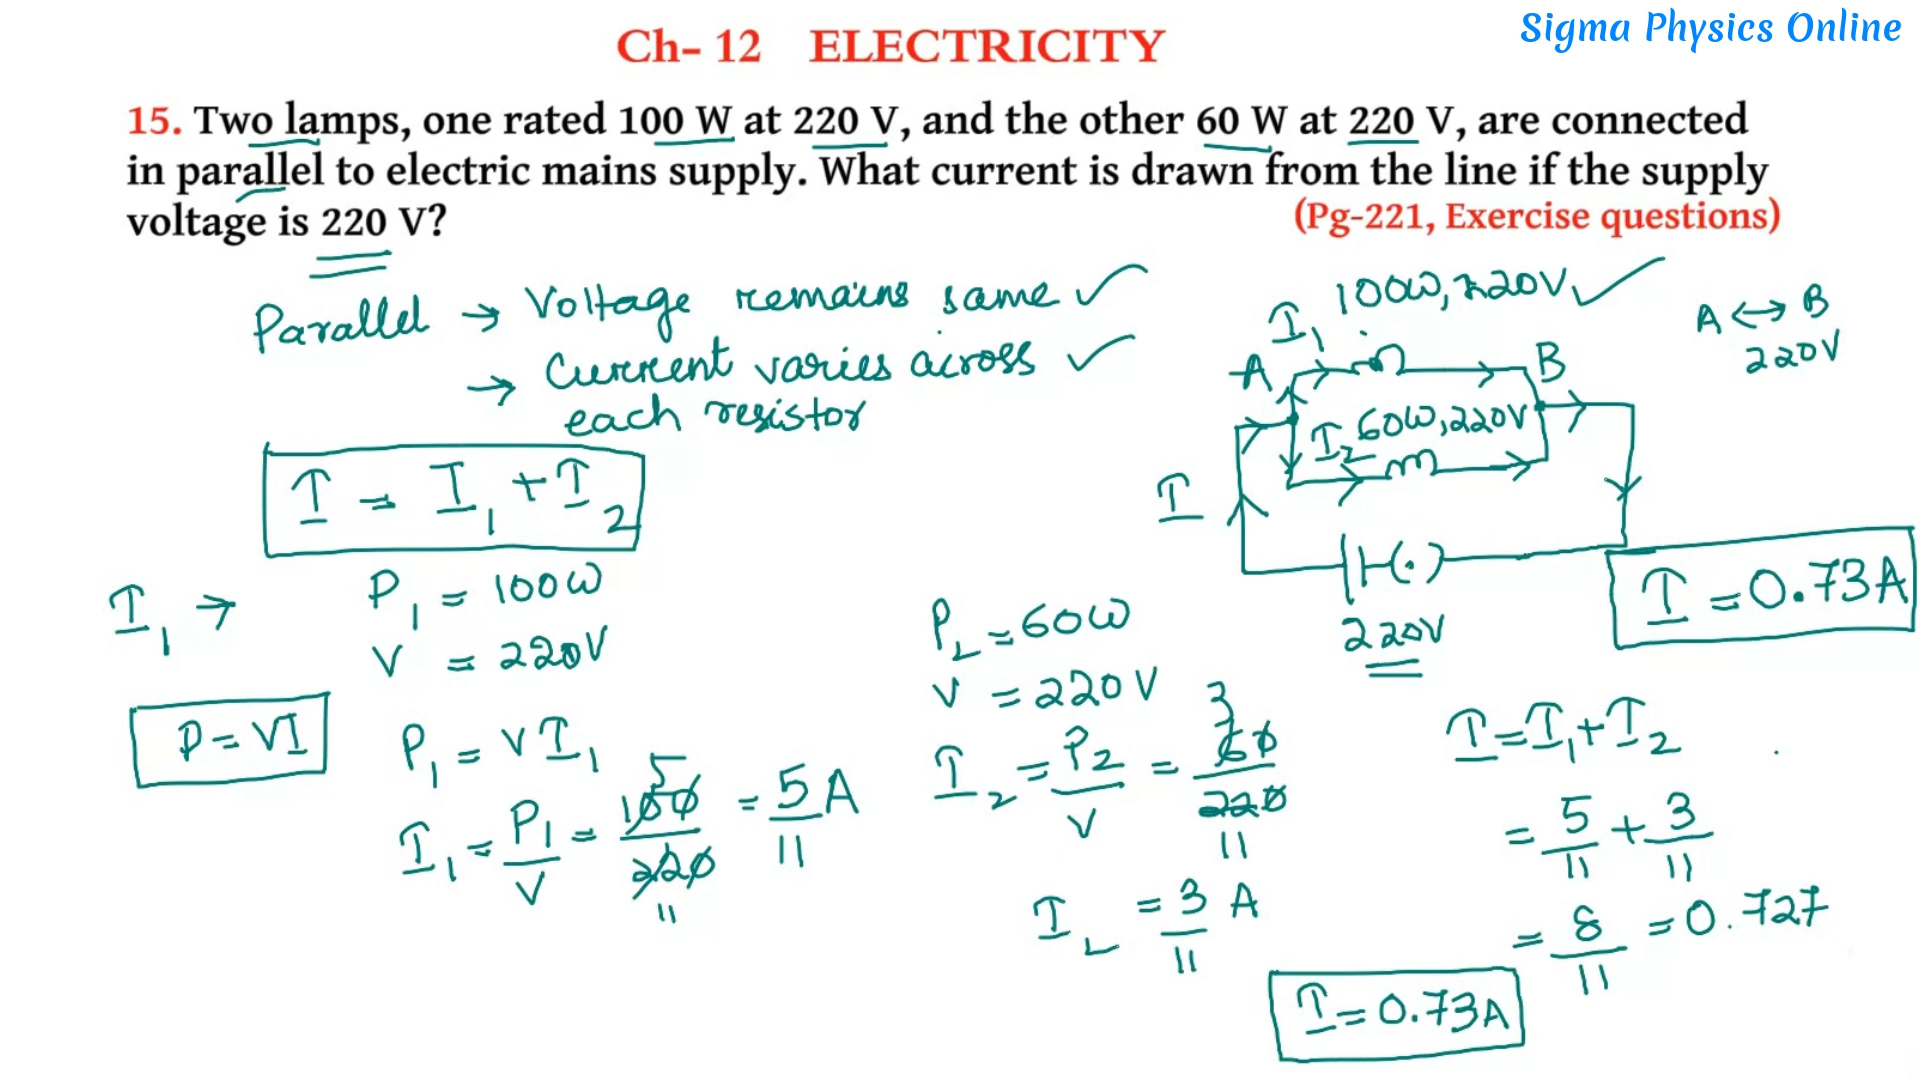 Sigma Physics Online
Ch- 12 ELECTRICITY
15. Two lamps, one rated 100 W at 220 V, and the other 60 W at 220 V, are connected
in parallel to electric mains supply. What current is drawn from the line if the supply
voltage is 220 V?
(Pg-221, Exercise questions)
Parallel → Voltage remains same ✓
→ Current varies across ✓
each resistor
I = I₁ + I₂
I₁ →
P₁ = 100W
V = 220V
P = VI
P₁ = VI₁
I₁ = P₁/V = 100/220 = 5/11 A
5
11
P₂ = 60W
V = 220V
I₂ = P₂/V = 60/220
3
11
I₂ = 3/11 A
I₁ 100W, 220V ✓
A
B
I₂ 60W, 220V
I
220V
A ↔ B
220V
I = 0.73A
I = I₁ + I₂
= 5/11 + 3/11
= 8/11 = 0.727
I = 0.73A